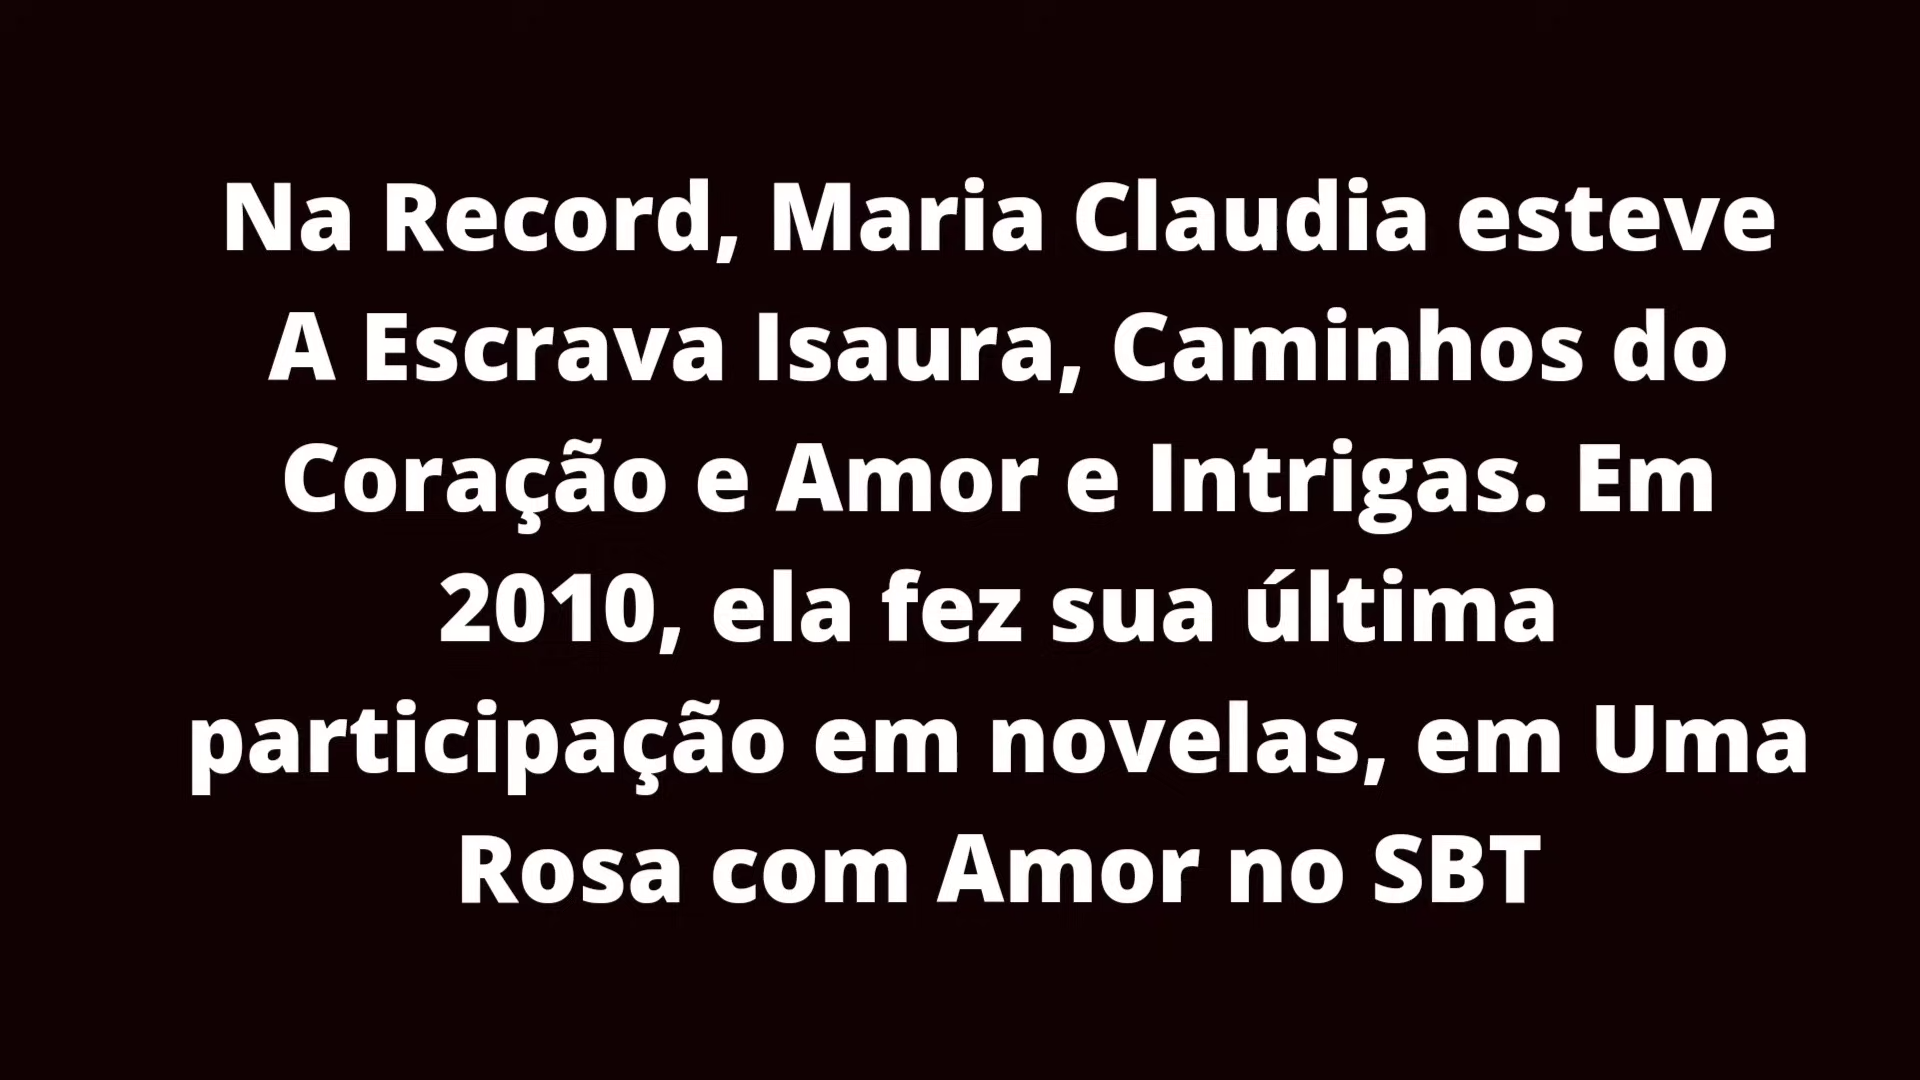 Na Record, Maria Claudia esteve
A Escrava Isaura, Caminhos do
Coração e Amor e Intrigas. Em
2010, ela fez sua última
participação em novelas, em Uma
Rosa com Amor no SBT